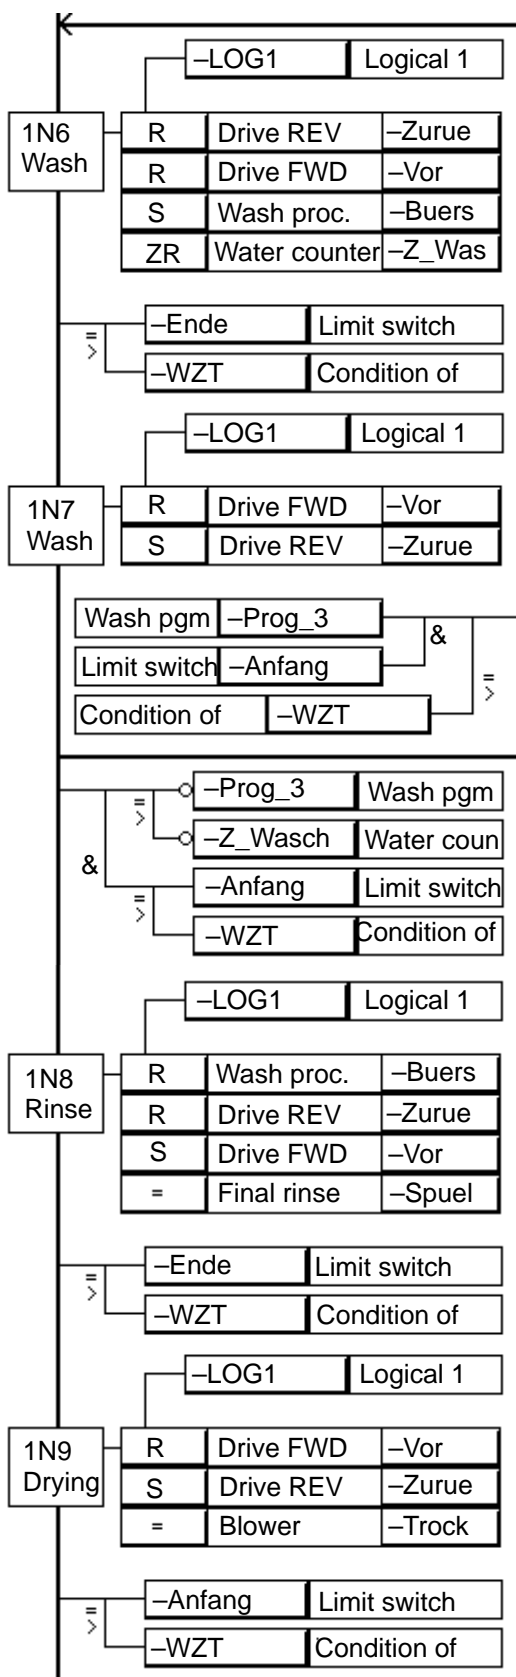 –LOG1 Logical 1
1N6
Wash
R Drive REV –Zurue
R Drive FWD –Vor
S Wash proc. –Buers
ZR Water counter –Z_Was
>= –Ende Limit switch
–WZT Condition of
–LOG1 Logical 1
1N7
Wash
R Drive FWD –Vor
S Drive REV –Zurue
Wash pgm –Prog_3
&
Limit switch –Anfang
>=
Condition of –WZT
>= –Prog_3 Wash pgm
–Z_Wasch Water coun
&
>= –Anfang Limit switch
–WZT Condition of
–LOG1 Logical 1
1N8
Rinse
R Wash proc. –Buers
R Drive REV –Zurue
S Drive FWD –Vor
= Final rinse –Spuel
>= –Ende Limit switch
–WZT Condition of
–LOG1 Logical 1
1N9
Drying
R Drive FWD –Vor
S Drive REV –Zurue
= Blower –Trock
>= –Anfang Limit switch
–WZT Condition of